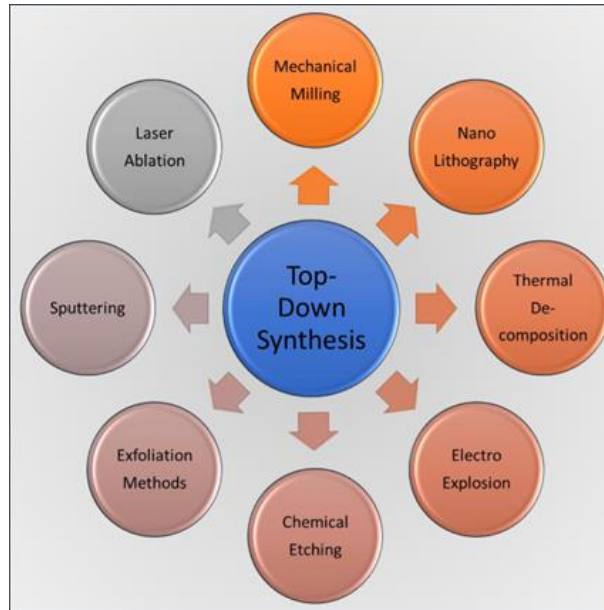 Mechanical
Milling
Nano
Lithography
Thermal
De-
composition
Electro
Explosion
Chemical
Etching
Exfoliation
Methods
Sputtering
Laser
Ablation
Top-
Down
Synthesis